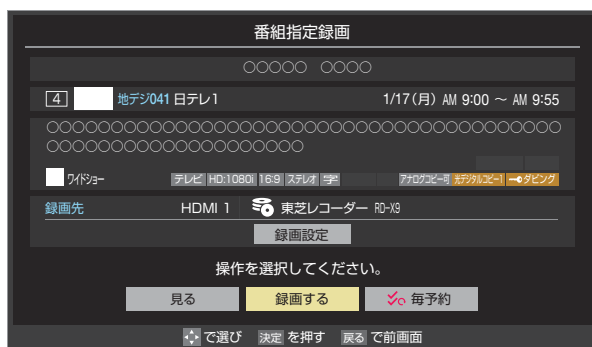 番組指定録画
○○○○○ ○○○○
4 地デジ041 日テレ1 1/17(月) AM 9:00 ～ AM 9:55
○○○○○○○○○○○○○○○○○○○○○○○○○○○○○○
○○○○○○○○○○○○○○○
ワイドショー テレビ HD:1080i 16:9 ステレオ 字 アナログコピー可 光デジタルコピー1 ダビング
録画先 HDMI 1 東芝レコーダー RD-X9
録画設定
操作を選択してください。
見る 録画する 毎予約
で選び 決定 を押す 戻る で前画面